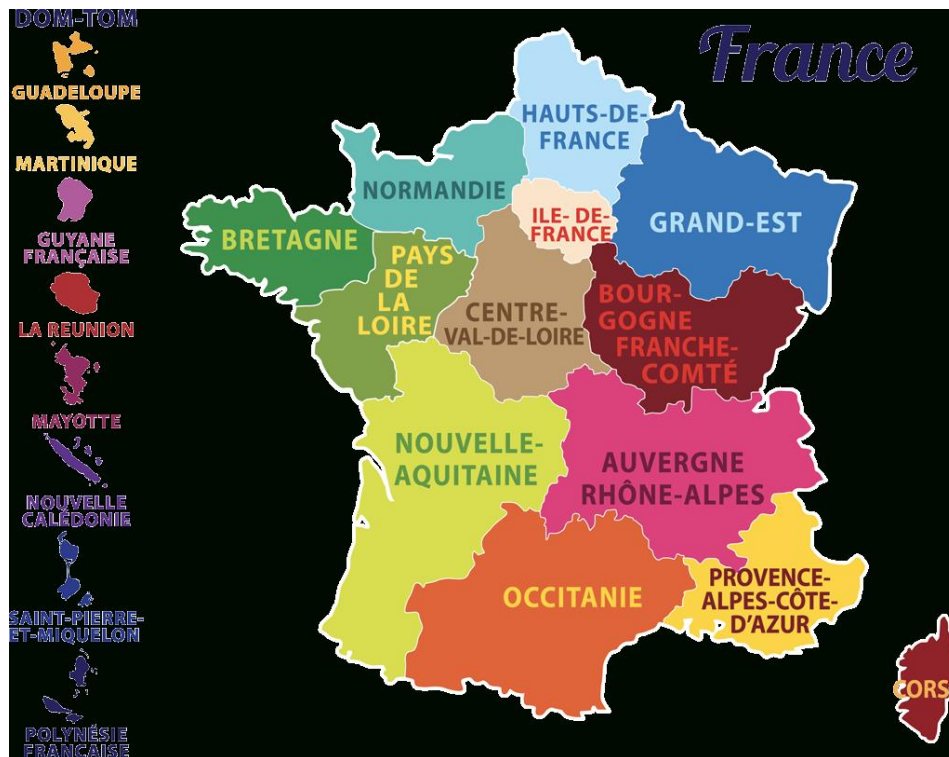 DOM-TOM
GUADELOUPE
MARTINIQUE
GUYANE
FRANÇAISE
LA REUNION
MAYOTTE
NOUVELLE
CALÉDONIE
SAINT-PIERRE-
ET-MIQUELON
POLYNÉSIE
FRANÇAISE
France
HAUTS-DE-
FRANCE
NORMANDIE
ILE- DE-
FRANCE
GRAND-EST
BRETAGNE
PAYS
DE
LA
LOIRE
CENTRE-
VAL-DE-LOIRE
BOUR-
GOGNE
FRANCHE-
COMTÉ
NOUVELLE-
AQUITAINE
AUVERGNE
RHÔNE-ALPES
OCCITANIE
PROVENCE-
ALPES-CÔTE-
D'AZUR
CORS